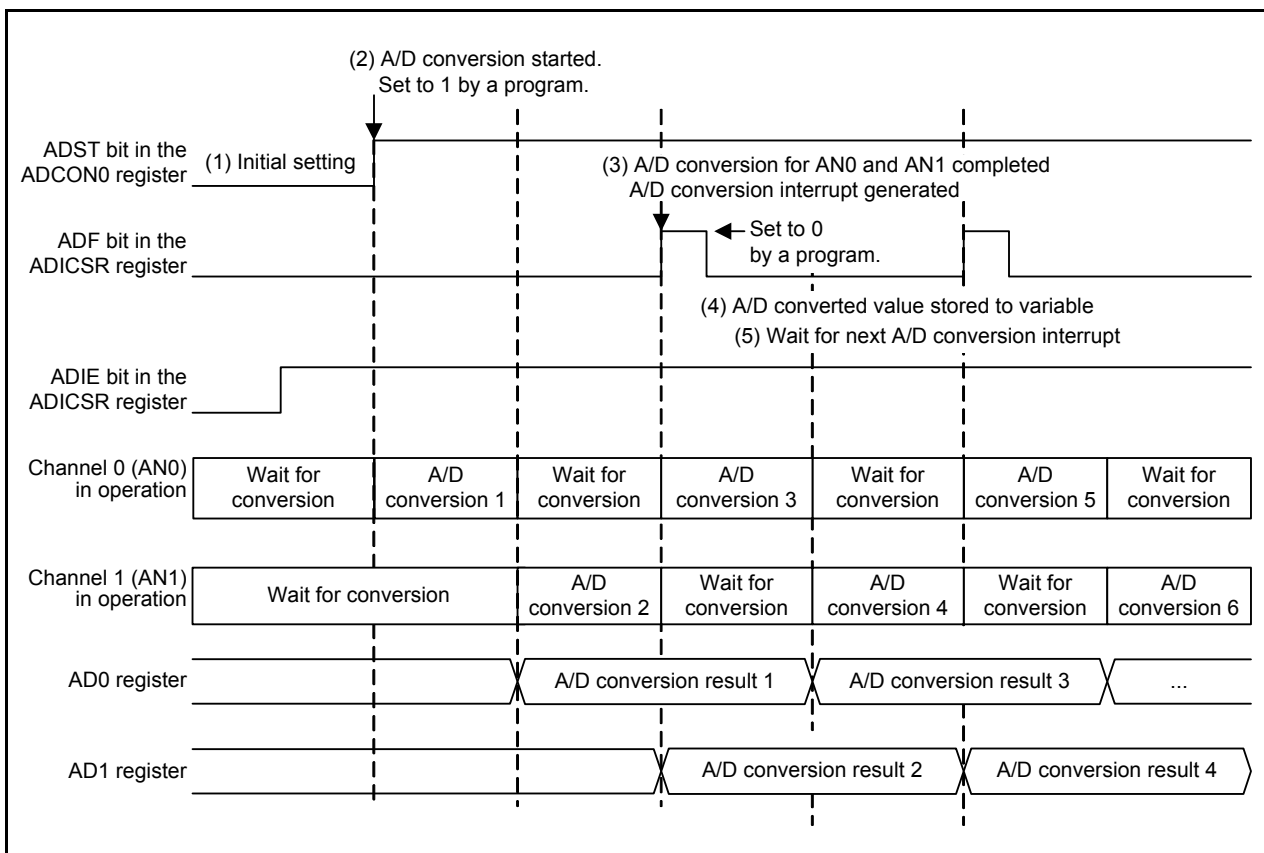 (2) A/D conversion started.
Set to 1 by a program.
ADST bit in the
ADCON0 register
(1) Initial setting
(3) A/D conversion for AN0 and AN1 completed
A/D conversion interrupt generated
ADF bit in the
ADICSR register
Set to 0
by a program.
(4) A/D converted value stored to variable
(5) Wait for next A/D conversion interrupt
ADIE bit in the
ADICSR register
Channel 0 (AN0)
in operation
Wait for
conversion
A/D
conversion 1
Wait for
conversion
A/D
conversion 3
Wait for
conversion
A/D
conversion 5
Wait for
conversion
Channel 1 (AN1)
in operation
Wait for conversion
A/D
conversion 2
Wait for
conversion
A/D
conversion 4
Wait for
conversion
A/D
conversion 6
AD0 register
A/D conversion result 1
A/D conversion result 3
...
AD1 register
A/D conversion result 2
A/D conversion result 4